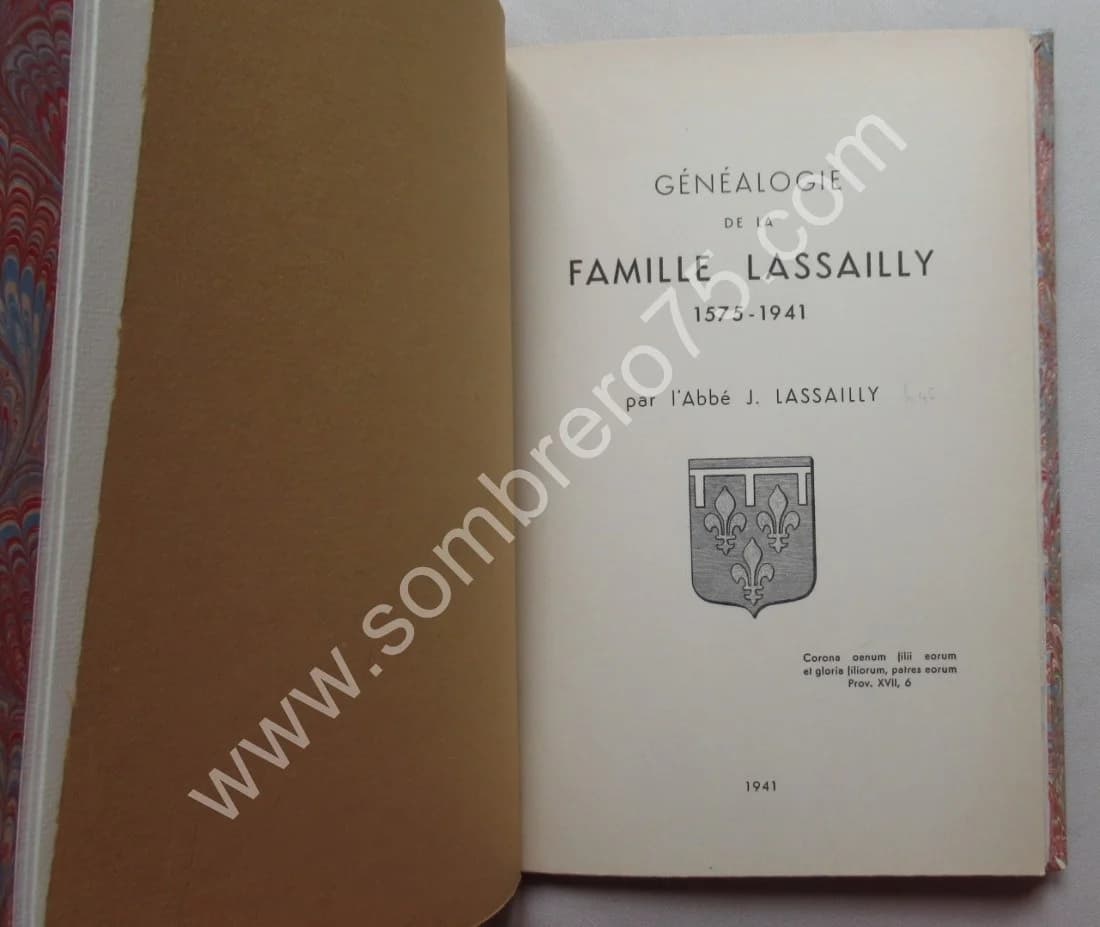 GÉNÉALOGIE
DE LA
FAMILLE LASSAILLY
1575-1941
par l'Abbé J. LASSAILLY
Corona oenum filii eorum
et gloria filiorum, patres eorum
Prov. XVII, 6
1941
www.sombrero75.com